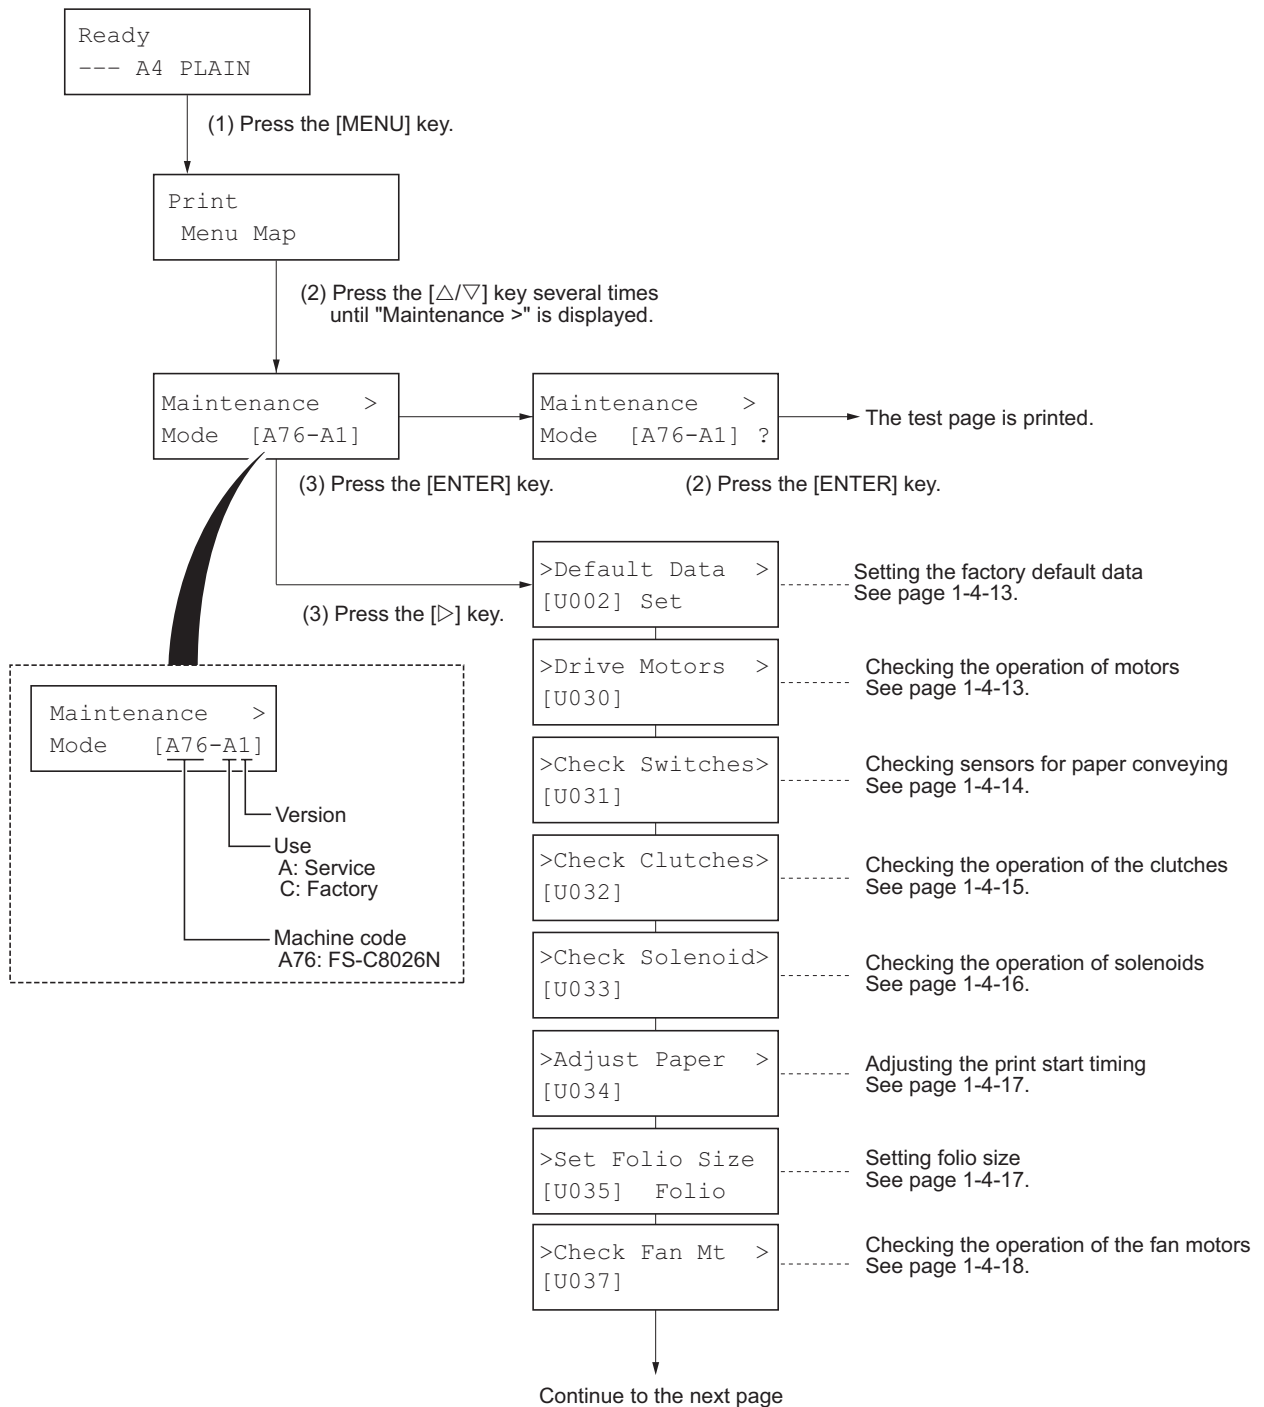 Ready
--- A4 PLAIN
(1) Press the [MENU] key.
Print
Menu Map
(2) Press the [△/▽] key several times
until "Maintenance >" is displayed.
Maintenance >
Mode [A76-A1]
Maintenance >
Mode [A76-A1] ?
The test page is printed.
(3) Press the [ENTER] key.
(2) Press the [ENTER] key.
(3) Press the [▷] key.
>Default Data >
[U002] Set
Setting the factory default data
See page 1-4-13.
>Drive Motors >
[U030]
Checking the operation of motors
See page 1-4-13.
>Check Switches>
[U031]
Checking sensors for paper conveying
See page 1-4-14.
>Check Clutches>
[U032]
Checking the operation of the clutches
See page 1-4-15.
>Check Solenoid>
[U033]
Checking the operation of solenoids
See page 1-4-16.
>Adjust Paper >
[U034]
Adjusting the print start timing
See page 1-4-17.
>Set Folio Size
[U035] Folio
Setting folio size
See page 1-4-17.
>Check Fan Mt >
[U037]
Checking the operation of the fan motors
See page 1-4-18.
Maintenance >
Mode [A76-A1]
Version
Use
A: Service
C: Factory
Machine code
A76: FS-C8026N
Continue to the next page